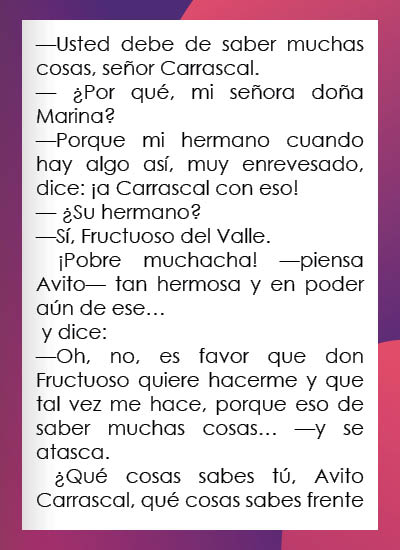 —Usted debe de saber muchas
cosas, señor Carrascal.
— ¿Por qué, mi señora doña
Marina?
—Porque mi hermano cuando
hay algo así, muy enrevesado,
dice: ¡a Carrascal con eso!
— ¿Su hermano?
—Sí, Fructuoso del Valle.
¡Pobre muchacha! —piensa
Avito— tan hermosa y en poder
aún de ese…
y dice:
—Oh, no, es favor que don
Fructuoso quiere hacerme y que
tal vez me hace, porque eso de
saber muchas cosas… —y se
atasca.
¿Qué cosas sabes tú, Avito
Carrascal, qué cosas sabes frente